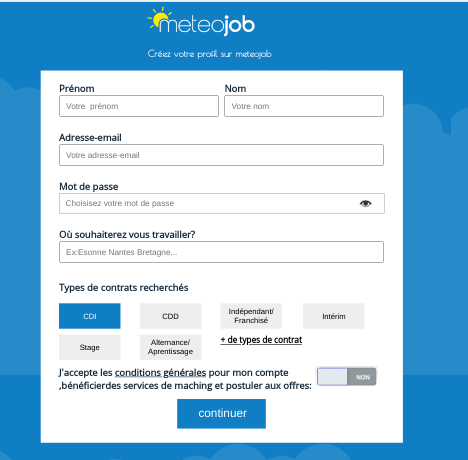 meteojob
Créez votre profil sur meteojob
Prénom Nom
Votre prénom Votre nom
Adresse-email
Votre adresse-email
Mot de passe
Choisisez votre mot de passe
Où souhaiterez vous travailler?
Ex:Esonne Nantes Bretagne...
Types de contrats recherchés
CDI CDD Indépendant/ Intérim
Franchisé
Stage Alternance/ + de types de contrat
Aprentissage
J'accepte les conditions générales pour mon compte
,bénéficierdes services de maching et postuler aux offres:
NON
continuer